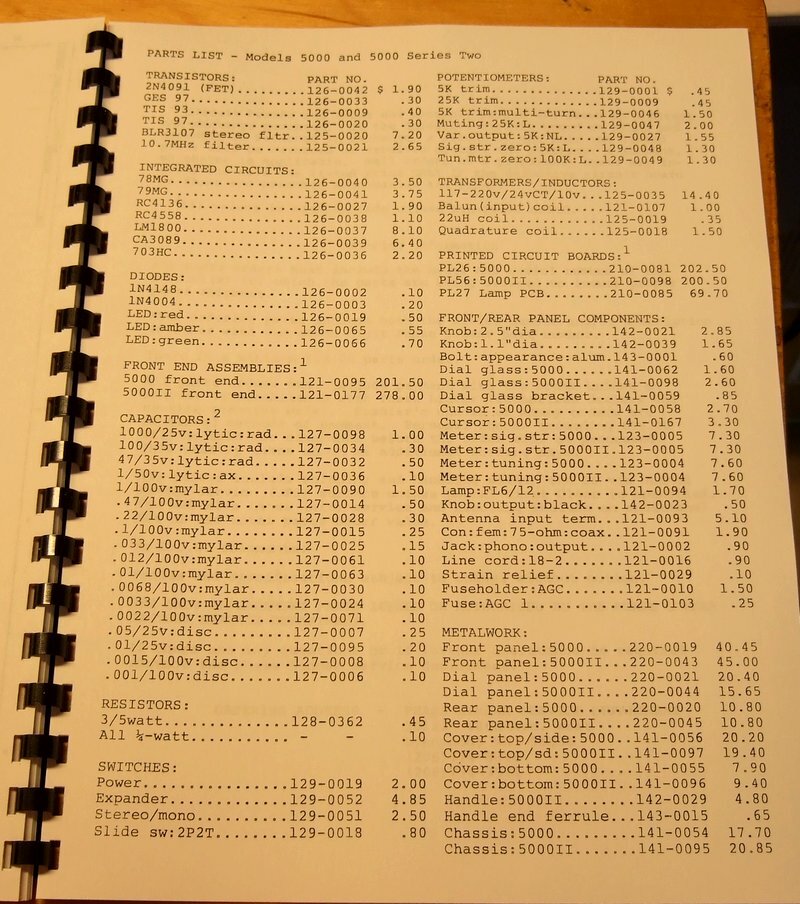 PARTS LIST - Models 5000 and 5000 Series Two
TRANSISTORS: PART NO.
2N4091 (FET).........126-0042 $ 1.90
GES 97...............126-0033 .30
TIS 93...............126-0009 .40
TIS 97...............126-0020 .30
BLR3107 stereo fltr..125-0020 7.20
10.7MHz filter.......125-0021 2.65
INTEGRATED CIRCUITS:
78MG.................126-0040 3.50
79MG.................126-0041 3.75
RC4136...............126-0027 1.90
RC4558...............126-0038 1.10
LM1800...............126-0037 8.10
CA3089...............126-0039 6.40
703HC................126-0036 2.20
DIODES:
1N4148...............126-0002 .10
1N4004...............126-0003 .20
LED:red..............126-0019 .50
LED:amber............126-0065 .55
LED:green............126-0066 .70
FRONT END ASSEMBLIES:1
5000 front end.......121-0095 201.50
5000II front end.....121-0177 278.00
CAPACITORS:2
1000/25v:lytic:rad...127-0098 1.00
100/35v:lytic:rad....127-0034 .30
47/35v:lytic:rad.....127-0032 .50
1/50v:lytic:ax.......127-0036 .10
1/100v:mylar.........127-0090 1.50
.47/100v:mylar.......127-0014 .50
.22/100v:mylar.......127-0028 .30
.1/100v:mylar........127-0015 .25
.033/100v:mylar......127-0025 .15
.012/100v:mylar......127-0061 .10
.01/100v:mylar.......127-0063 .10
.0068/100v:mylar.....127-0030 .10
.0033/100v:mylar.....127-0024 .10
.0022/100v:mylar.....127-0071 .10
.05/25v:disc.........127-0007 .25
.01/25v:disc.........127-0095 .20
.0015/100v:disc......127-0008 .10
.001/100v:disc.......127-0006 .10
RESISTORS:
3/5watt..............128-0362 .45
All ¼-watt........... - - .10
SWITCHES:
Power................129-0019 2.00
Expander.............129-0052 4.85
Stereo/mono..........129-0051 2.50
Slide sw:2P2T........129-0018 .80
POTENTIOMETERS: PART NO.
5K trim..............129-0001 $ .45
25K trim.............129-0009 .45
5K trim:multi-turn...129-0046 1.50
Muting:25K:L.........129-0047 2.00
Var.output:5K:NL.....129-0027 1.55
Sig.str.zero:5K:L....129-0048 1.30
Tun.mtr.zero:100K:L..129-0049 1.30
TRANSFORMERS/INDUCTORS:
117-220v/24vCT/10v...125-0035 14.40
Balun(input)coil.....121-0107 1.00
22uH coil............125-0019 .35
Quadrature coil......125-0018 1.50
PRINTED CIRCUIT BOARDS:1
PL26:5000............210-0081 202.50
PL56:5000II..........210-0098 200.50
PL27 Lamp PCB........210-0085 69.70
FRONT/REAR PANEL COMPONENTS:
Knob:2.5"dia.........142-0021 2.85
Knob:1.1"dia.........142-0039 1.65
Bolt:appearance:alum.143-0001 .60
Dial glass:5000......121-0062 1.60
Dial glass:5000II....121-0098 2.60
Dial glass bracket...141-0059 .85
Cursor:5000..........141-0058 2.70
Cursor:5000II........141-0167 3.30
Meter:sig.str:5000...123-0005 7.30
Meter:sig.str.5000II.123-0005 7.30
Meter:tuning:5000....123-0004 7.60
Meter:tuning:5000II..123-0004 7.60
Lamp:FL6/12..........121-0094 1.70
Knob:output:black....142-0023 .50
Antenna input term...121-0093 5.10
Con:fem:75-ohm:coax..121-0091 1.90
Jack:phono:output....121-0002 .90
Line cord:18-2.......121-0016 .90
Strain relief........121-0029 .10
Fuseholder:AGC.......121-0010 1.50
Fuse:AGC 1...........121-0103 .25
METALWORK:
Front panel:5000.....220-0019 40.45
Front panel:5000II...220-0043 45.00
Dial panel:5000......220-0021 20.40
Dial panel:5000II....220-0044 15.65
Rear panel:5000......220-0020 10.80
Rear panel:5000II....220-0045 10.80
Cover:top/side:5000..141-0056 20.20
Cover:top/sd:5000II..141-0097 19.40
Cover:bottom:5000....141-0055 7.90
Cover:bottom:5000II..141-0096 9.40
Handle:5000II........142-0029 4.80
Handle end ferrule...143-0015 .65
Chassis:5000.........141-0054 17.70
Chassis:5000II.......141-0095 20.85